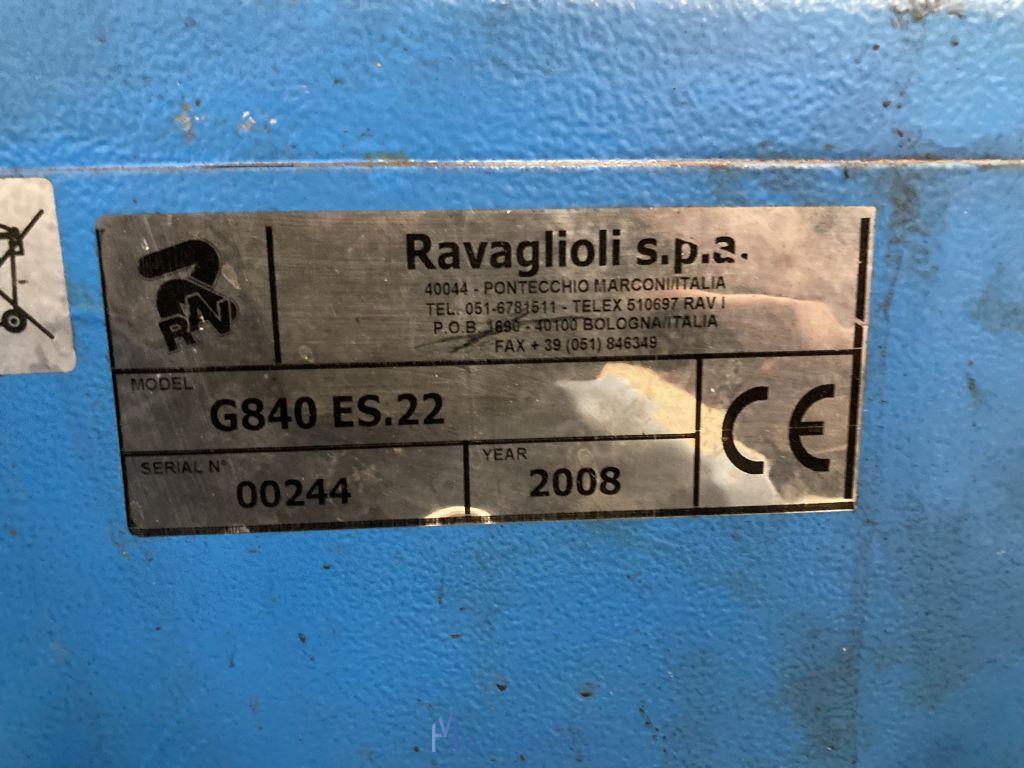 RAV
Ravaglioli s.p.a.
40044 - PONTECCHIO MARCONI/ITALIA
TEL. 051-6781511 - TELEX 510697 RAV I
P.O.B. 1690 - 40100 BOLOGNA/ITALIA
FAX + 39 (051) 846349
MODEL
G840 ES.22
CE
SERIAL N°
00244
YEAR
2008